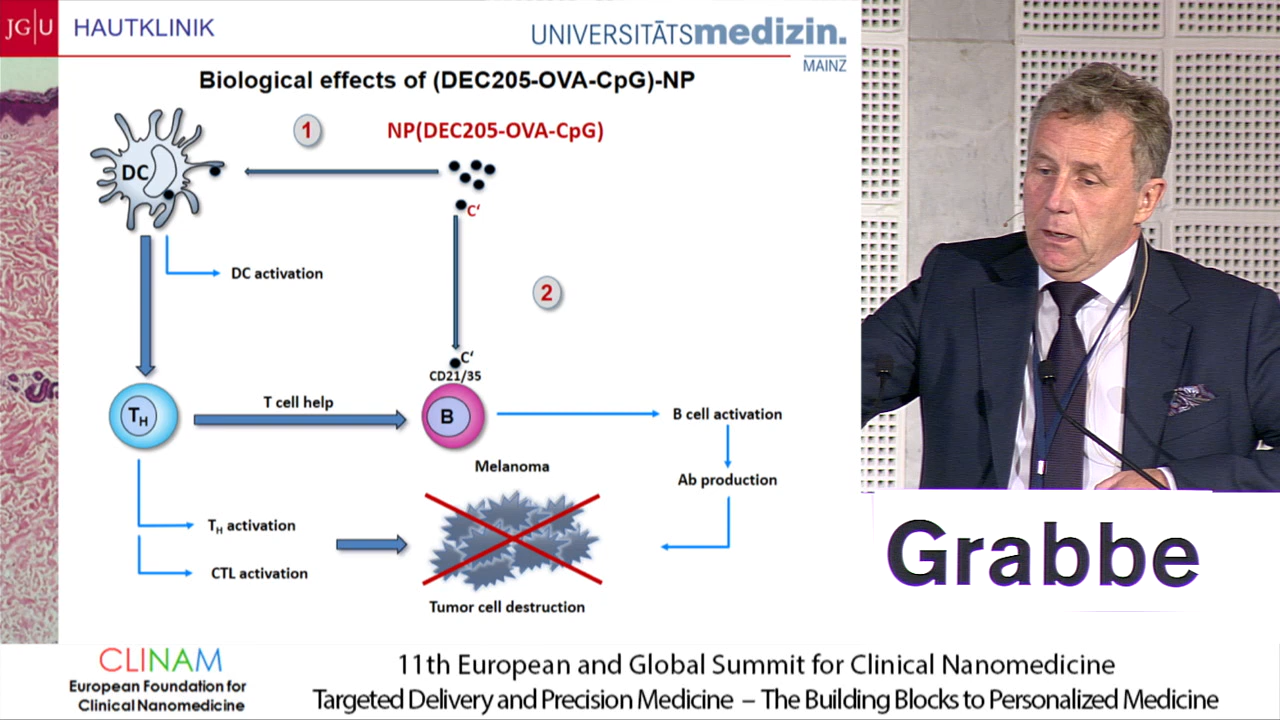 JG|U HAUTKLINIK
UNIVERSITÄTSmedizin.
MAINZ
Biological effects of (DEC205-OVA-CpG)-NP
1
NP(DEC205-OVA-CpG)
DC
C'
DC activation
2
C'
CD21/35
TH
T cell help
B
B cell activation
Melanoma
Ab production
TH activation
CTL activation
Tumor cell destruction
Grabbe
CLINAM
European Foundation for
Clinical Nanomedicine
11th European and Global Summit for Clinical Nanomedicine
Targeted Delivery and Precision Medicine – The Building Blocks to Personalized Medicine